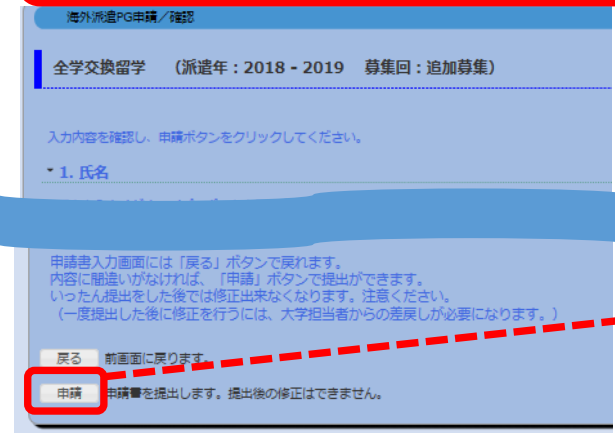 海外派遣PG申請／確認
全学交換留学 （派遣年：2018 - 2019 募集回：追加募集）
入力内容を確認し、申請ボタンをクリックしてください。
1. 氏名
申請書入力画面には「戻る」ボタンで戻れます。
内容に間違いがなければ、「申請」ボタンで提出ができます。
いったん提出をした後では修正出来なくなります。注意ください。
（一度提出した後に修正を行うには、大学担当者からの差戻しが必要になります。）
戻る 前画面に戻ります。
申請 申請書を提出します。提出後の修正はできません。